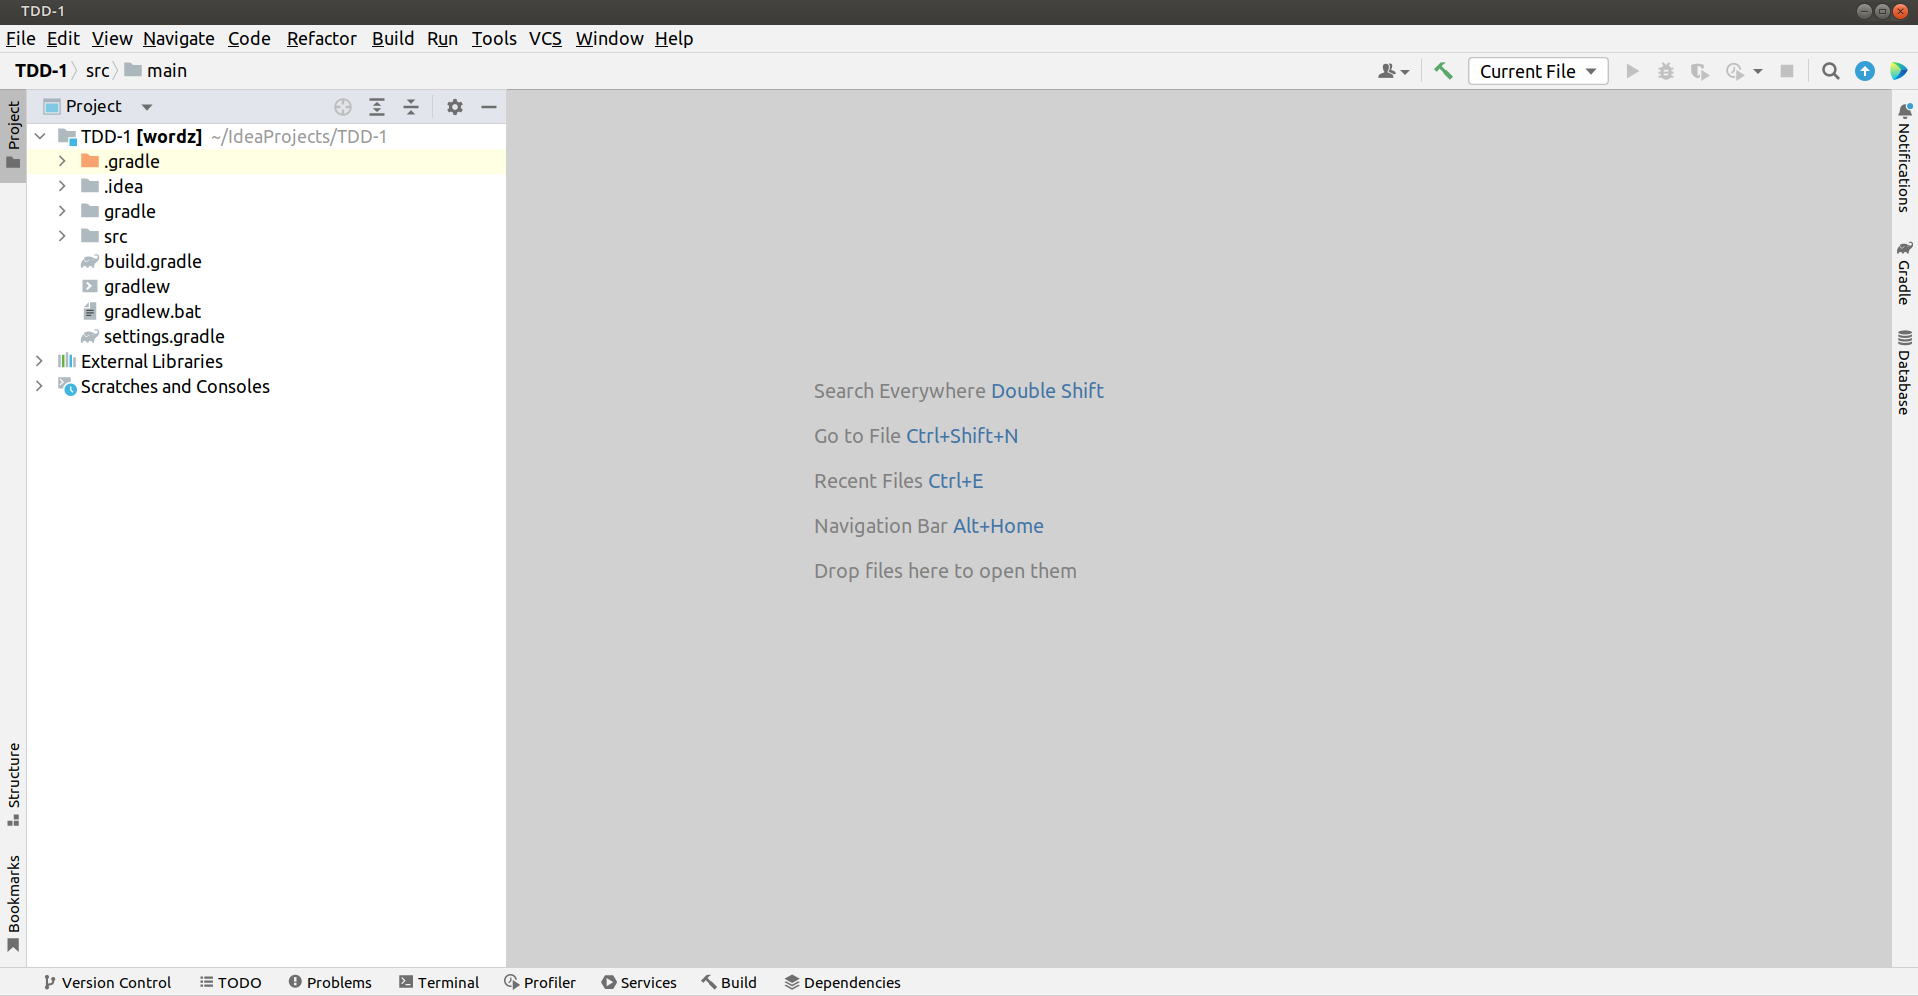 TDD-1
File Edit View Navigate Code Refactor Build Run Tools VCS Window Help
TDD-1 src main
Current File
Project
Project
TDD-1 [wordz] ~/IdeaProjects/TDD-1
.gradle
.idea
gradle
src
build.gradle
gradlew
gradlew.bat
settings.gradle
External Libraries
Scratches and Consoles
Structure
Bookmarks
Search Everywhere Double Shift
Go to File Ctrl+Shift+N
Recent Files Ctrl+E
Navigation Bar Alt+Home
Drop files here to open them
Notifications
Gradle
Database
Version Control TODO Problems Terminal Profiler Services Build Dependencies